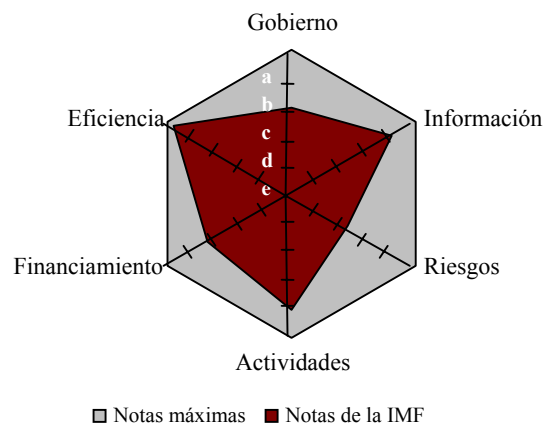 Gobierno
a
b
c
d
e
Eficiencia
Información
Financiamiento
Riesgos
Actividades
Notas máximas Notas de la IMF